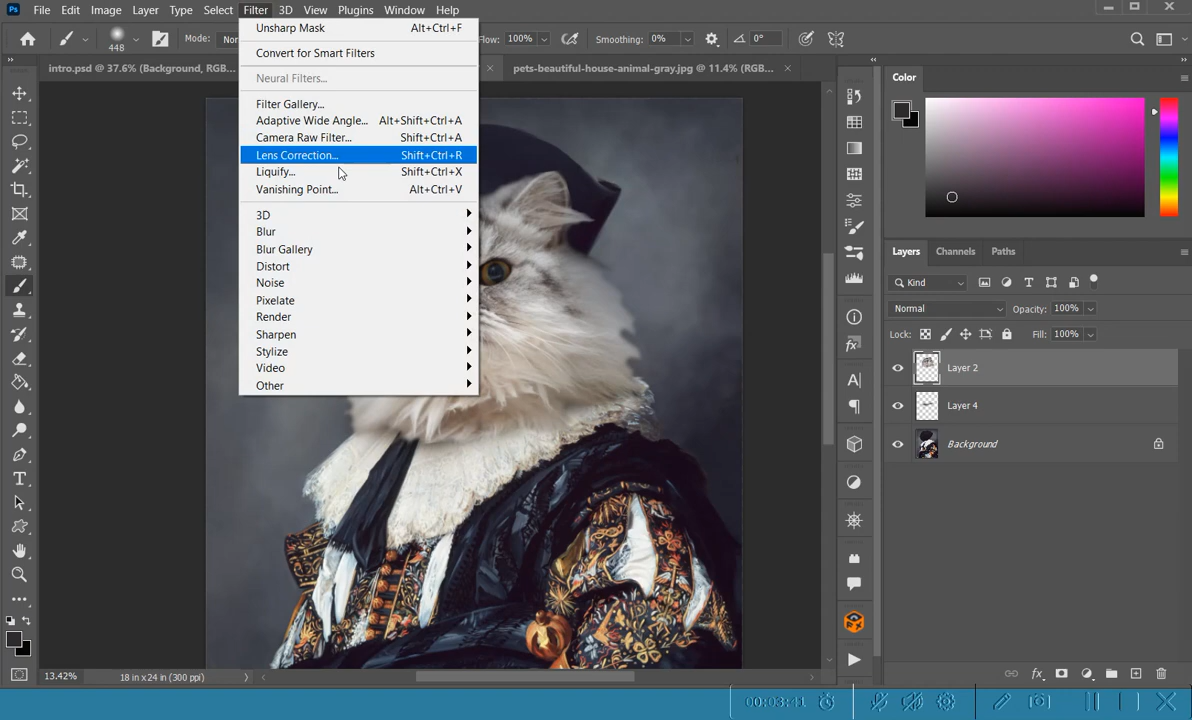 Ps File Edit Image Layer Type Select Filter 3D View Plugins Window Help
448 Mode: Flow: 100% Smoothing: 0% 0°
intro.psd @ 37.6% (Background, RGB... pets-beautiful-house-animal-gray.jpg @ 11.4% (RGB...
Unsharp Mask Alt+Ctrl+F
Convert for Smart Filters
Neural Filters...
Filter Gallery...
Adaptive Wide Angle... Alt+Shift+Ctrl+A
Camera Raw Filter... Shift+Ctrl+A
Lens Correction... Shift+Ctrl+R
Liquify... Shift+Ctrl+X
Vanishing Point... Alt+Ctrl+V
3D
Blur
Blur Gallery
Distort
Noise
Pixelate
Render
Sharpen
Stylize
Video
Other
Color
Layers Channels Paths
Kind
Normal Opacity: 100%
Lock: Fill: 100%
Layer 2
Layer 4
Background
fx
13.42% 18 in x 24 in (300 ppi)
00:03:41